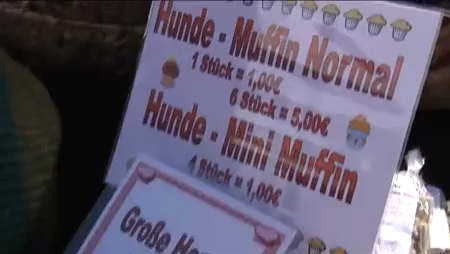 Hunde - Muffin Normal
1 Stück = 1,00€
6 Stück = 5,00€
Hunde - Mini Muffin
4 Stück = 1,00€
Große